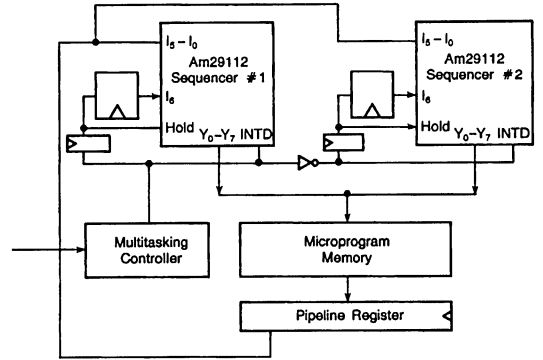 I5 – I0
Am29112
Sequencer #1
I6
Hold
Y0–Y7 INTD
I5 – I0
Am29112
Sequencer #2
I6
Hold
Y0–Y7 INTD
Multitasking
Controller
Microprogram
Memory
Pipeline Register